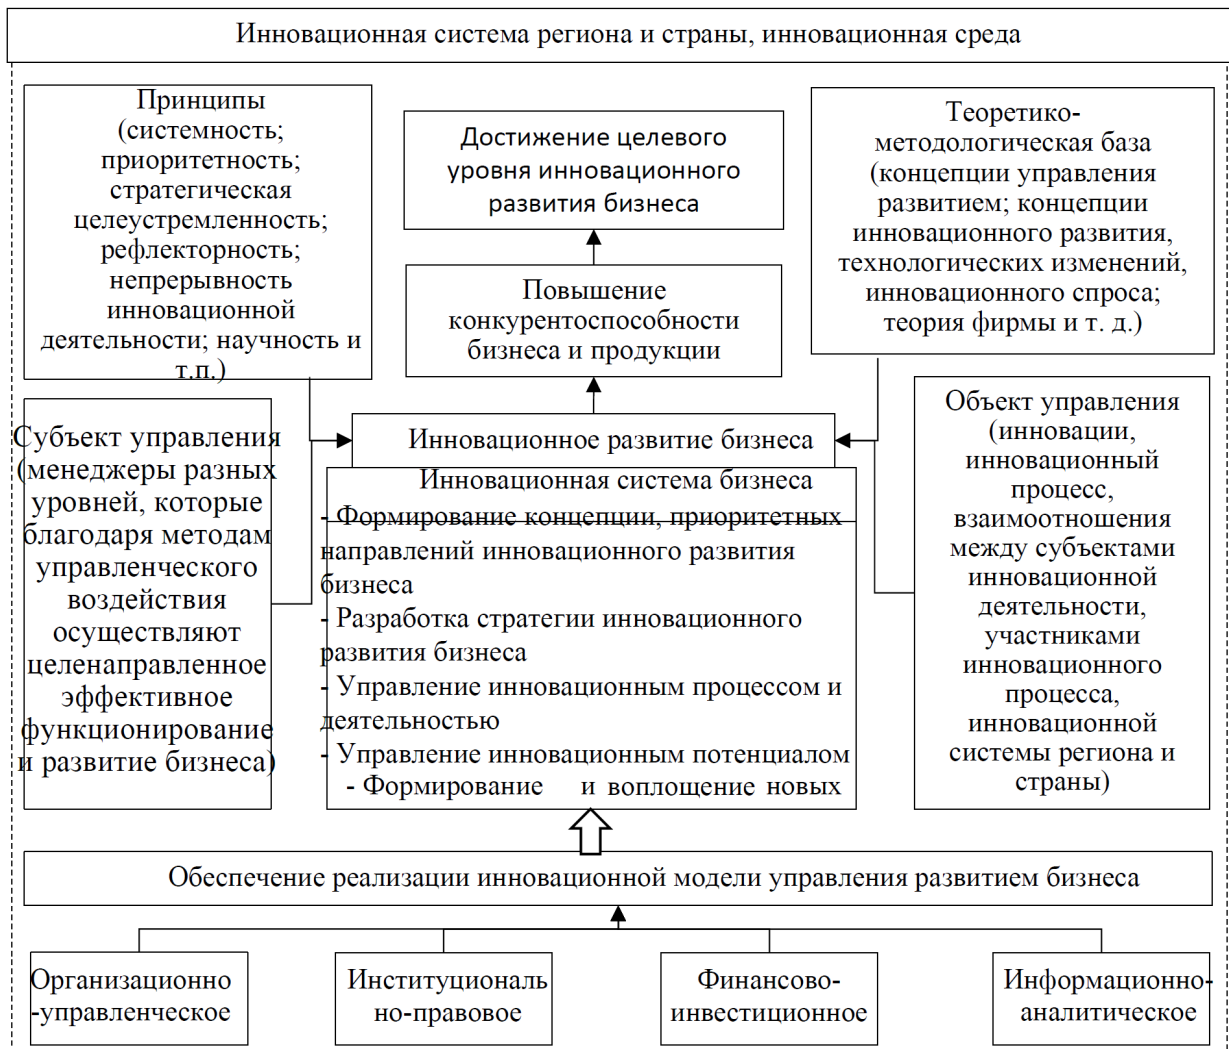 Инновационная система региона и страны, инновационная среда
Принципы
(системность;
приоритетность;
стратегическая
целеустремленность;
рефлекторность;
непрерывность
инновационной
деятельности; научность и
т.п.)
Достижение целевого
уровня инновационного
развития бизнеса
Теоретико-
методологическая база
(концепции управления
развитием; концепции
инновационного развития,
технологических изменений,
инновационного спроса;
теория фирмы и т. д.)
Повышение
конкурентоспособности
бизнеса и продукции
Субъект управления
(менеджеры разных
уровней, которые
благодаря методам
управленческого
воздействия
осуществляют
целенаправленное
эффективное
функционирование
и развитие бизнеса)
Инновационное развитие бизнеса
Инновационная система бизнеса
- Формирование концепции, приоритетных
направлений инновационного развития
бизнеса
- Разработка стратегии инновационного
развития бизнеса
- Управление инновационным процессом и
деятельностью
- Управление инновационным потенциалом
- Формирование и воплощение новых
Объект управления
(инновации,
инновационный
процесс,
взаимоотношения
между субъектами
инновационной
деятельности,
участниками
инновационного
процесса,
инновационной
системы региона и
страны)
Обеспечение реализации инновационной модели управления развитием бизнеса
Организационно
-управленческое
Институциональ
но-правовое
Финансово-
инвестиционное
Информационно-
аналитическое